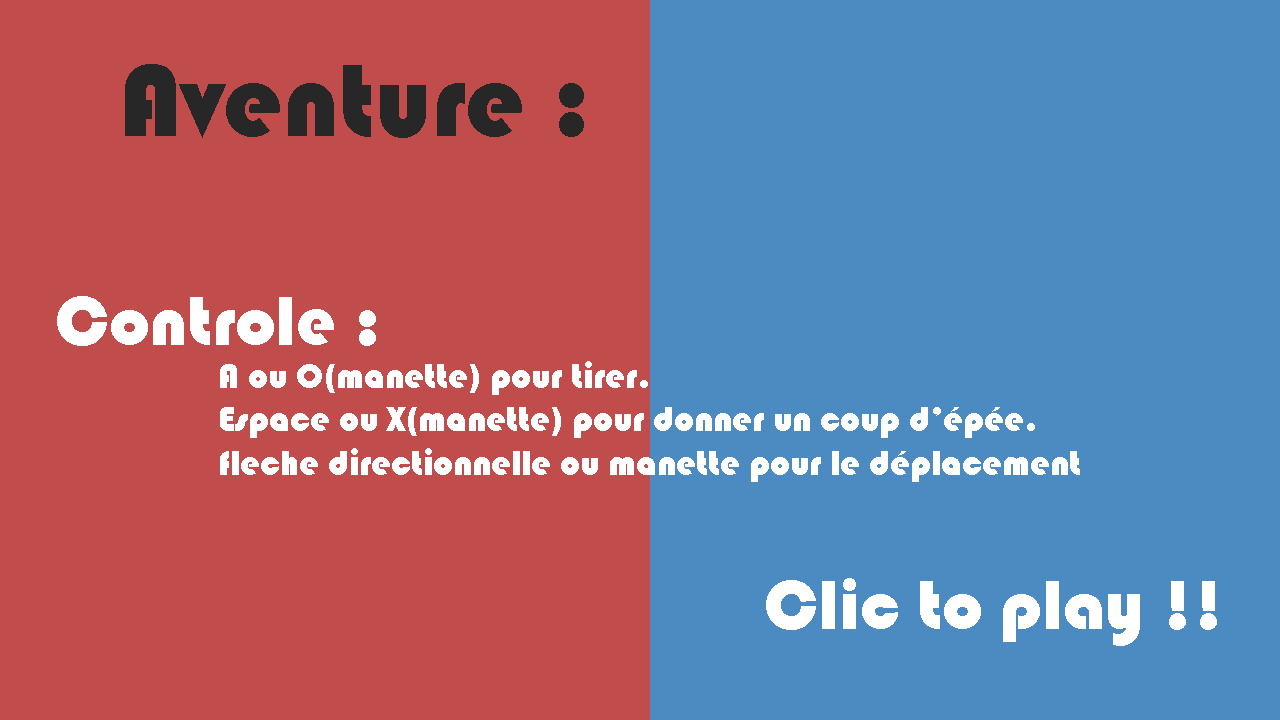 Aventure :
Controle :
A ou O(manette) pour tirer.
Espace ou X(manette) pour donner un coup d'épée.
fleche directionnelle ou manette pour le déplacement
Clic to play !!